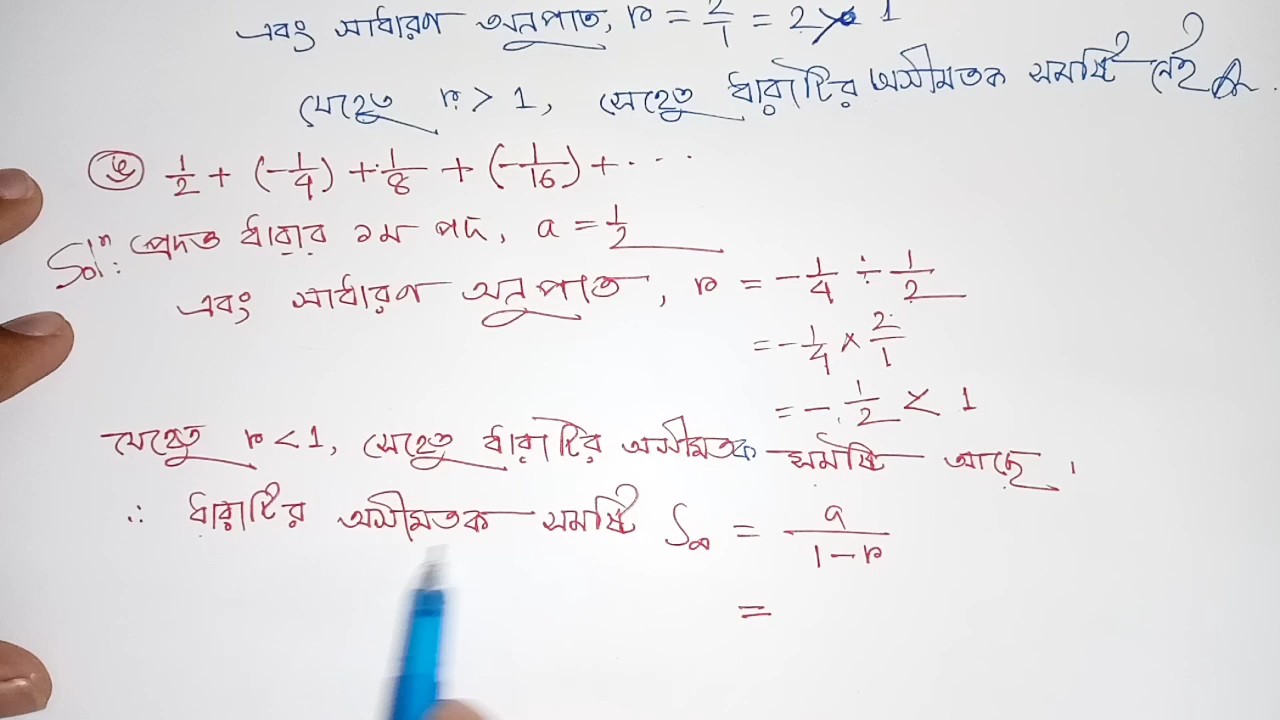 এবং সাধারণ অনুপাত, r = 2/1 = 2 > 1
যেহেতু r > 1, সেহেতু ধারাটির অসীমতক সমষ্টি নেই
ঙ 1/2 + (-1/4) + 1/8 + (-1/16) + ...
Solⁿ: প্রদত্ত ধারার ১ম পদ, a = 1/2
এবং সাধারণ অনুপাত, r = -1/4 ÷ 1/2
= -1/4 × 2/1
= -1/2 < 1
যেহেতু r < 1, সেহেতু ধারাটির অসীমতক সমষ্টি আছে।
∴ ধারাটির অসীমতক সমষ্টি S∞ = a/(1-r)
=